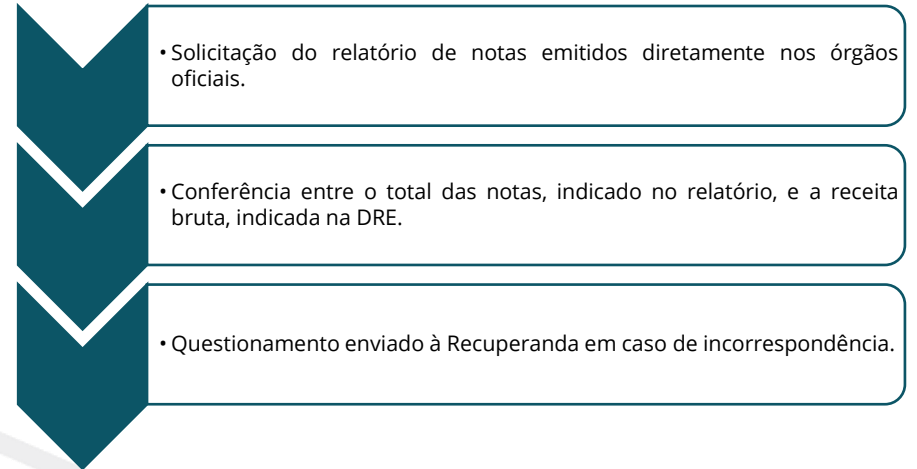 • Solicitação do relatório de notas emitidos diretamente nos órgãos
oficiais.
• Conferência entre o total das notas, indicado no relatório, e a receita
bruta, indicada na DRE.
• Questionamento enviado à Recuperanda em caso de incorrespondência.